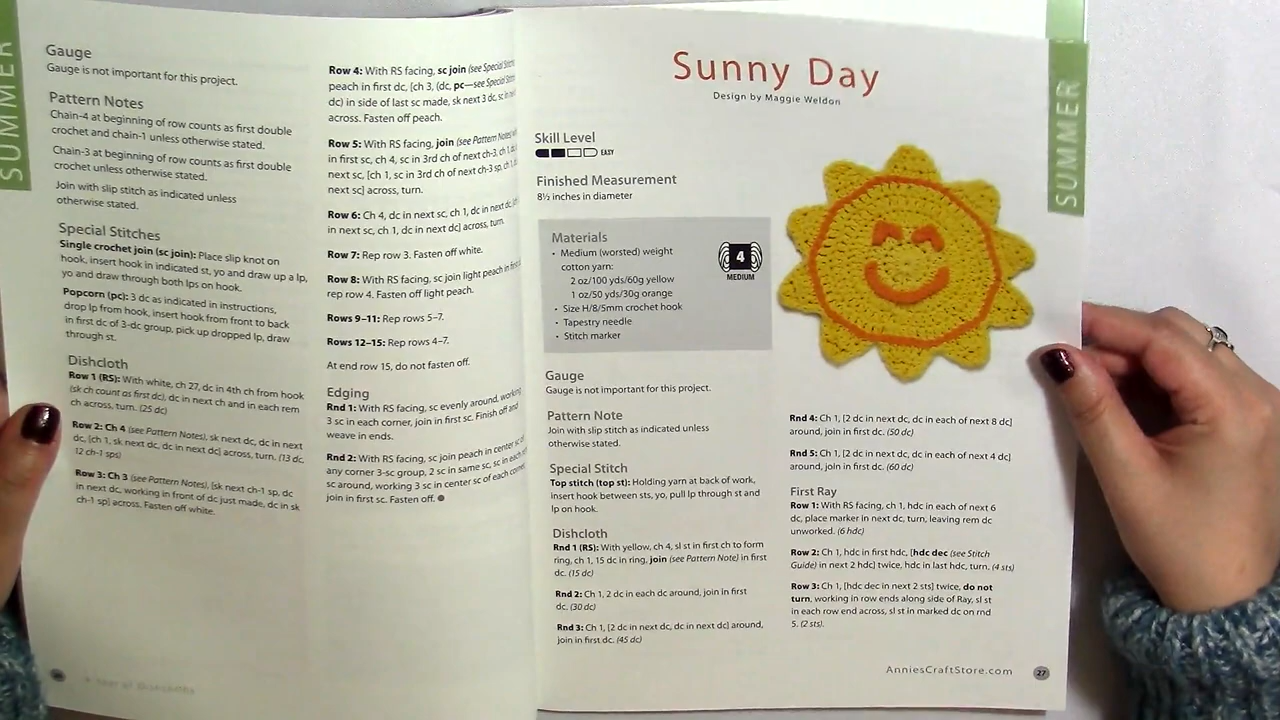 SUMMER
Gauge
Gauge is not important for this project.
Pattern Notes
Chain-4 at beginning of row counts as first double
crochet and chain-1 unless otherwise stated.
Chain-3 at beginning of row counts as first double
crochet unless otherwise stated.
Join with slip stitch as indicated unless
otherwise stated.
Special Stitches
Single crochet join (sc join): Place slip knot on
hook, insert hook in indicated st, yo and draw up a lp,
yo and draw through both lps on hook.
Popcorn (pc): 3 dc as indicated in instructions,
drop lp from hook, insert hook from front to back
in first dc of 3-dc group, pick up dropped lp, draw
through st.
Dishcloth
Row 1 (RS): With white, ch 27, dc in 4th ch from hook
(sk ch count as first dc), dc in next ch and in each rem
ch across, turn. (25 dc)
Row 2: Ch 4 (see Pattern Notes), sk next dc, dc in next
dc, [ch 1, sk next dc, dc in next dc] across, turn. (13 dc,
12 ch-1 sps)
Row 3: Ch 3 (see Pattern Notes), [sk next ch-1 sp, dc
in next dc, working in front of dc just made, dc in sk
ch-1 sp] across. Fasten off white.
Row 4: With RS facing, sc join (see Special
peach in first dc, [ch 3, (dc, pc—see Special
dc) in side of last sc made, sk next 3 dc, sc in
across. Fasten off peach.
Row 5: With RS facing, join (see Pattern Notes)
in first sc, ch 4, sc in 3rd ch of next ch-3, ch 1,
next sc, [ch 1, sc in 3rd ch of next ch-3 sp, ch 1,
next sc] across, turn.
Row 6: Ch 4, dc in next sc, ch 1, dc in next
in next sc, ch 1, dc in next dc] across, turn.
Row 7: Rep row 3. Fasten off white.
Row 8: With RS facing, sc join light peach in
rep row 4. Fasten off light peach.
Rows 9–11: Rep rows 5–7.
Rows 12–15: Rep rows 4–7.
At end row 15, do not fasten off.
Edging
Rnd 1: With RS facing, sc evenly around, working
3 sc in each corner, join in first sc. Finish off and
weave in ends.
Rnd 2: With RS facing, sc join peach in center
any corner 3-sc group, 2 sc in same sc, sc in each
sc around, working 3 sc in center sc of each corner,
join in first sc. Fasten off.
Sunny Day
Design by Maggie Weldon
Skill Level
EASY
Finished Measurement
8½ inches in diameter
Materials
• Medium (worsted) weight
cotton yarn:
2 oz/100 yds/60g yellow
1 oz/50 yds/30g orange
• Size H/8/5mm crochet hook
• Tapestry needle
• Stitch marker
4
MEDIUM
Gauge
Gauge is not important for this project.
Pattern Note
Join with slip stitch as indicated unless
otherwise stated.
Special Stitch
Top stitch (top st): Holding yarn at back of work,
insert hook between sts, yo, pull lp through st and
lp on hook.
Dishcloth
Rnd 1 (RS): With yellow, ch 4, sl st in first ch to form
ring, ch 1, 15 dc in ring, join (see Pattern Note) in first
dc. (15 dc)
Rnd 2: Ch 1, 2 dc in each dc around, join in first
dc. (30 dc)
Rnd 3: Ch 1, [2 dc in next dc, dc in next dc] around,
join in first dc. (45 dc)
Rnd 4: Ch 1, [2 dc in next dc, dc in each of next 8 dc]
around, join in first dc. (50 dc)
Rnd 5: Ch 1, [2 dc in next dc, dc in each of next 4 dc]
around, join in first dc. (60 dc)
First Ray
Row 1: With RS facing, ch 1, hdc in each of next 6
dc, place marker in next dc, turn, leaving rem dc
unworked. (6 hdc)
Row 2: Ch 1, hdc in first hdc, [hdc dec (see Stitch
Guide) in next 2 hdc] twice, hdc in last hdc, turn. (4 sts)
Row 3: Ch 1, [hdc dec in next 2 sts] twice, do not
turn, working in row ends along side of Ray, sl st
in each row end across, sl st in marked dc on rnd
5. (2 sts).
SUMMER
AnniesCraftStore.com
27